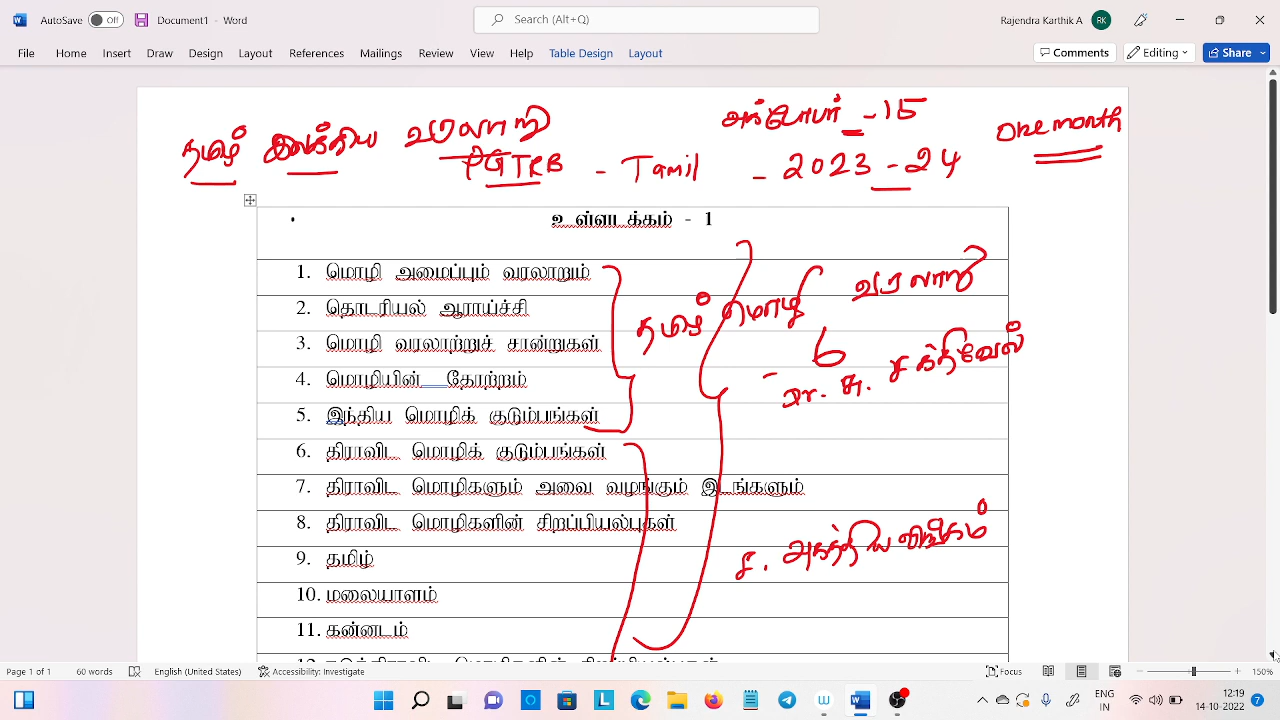 AutoSave Off Document1 - Word Search (Alt+Q) Rajendra Karthik A RK
File Home Insert Draw Design Layout References Mailings Review View Help Table Design Layout Comments Editing Share
தமிழ் இலக்கிய வரலாறு அக்டோபர் - 15 One month
PGTRB - Tamil - 2023 - 24
உள்ளடக்கம் - 1
1. மொழி அமைப்பும் வரலாறும்
2. தொடரியல் ஆராய்ச்சி
தமிழ் மொழி வரலாறு
3. மொழி வரலாற்றுச் சான்றுகள்
4. மொழியின் தோற்றம்
- Dr. சு. சக்திவேல்
5. இந்திய மொழிக் குடும்பங்கள்
6. திராவிட மொழிக் குடும்பங்கள்
7. திராவிட மொழிகளும் அவை வழங்கும் இடங்களும்
8. திராவிட மொழிகளின் சிறப்பியல்புகள்
ச. அகத்தியலிங்கம்
9. தமிழ்
10. மலையாளம்
11. கன்னடம்
Page 1 of 1 60 words English (United States) Accessibility: Investigate Focus 150%
ENG 12:19
IN 14-10-2022 7